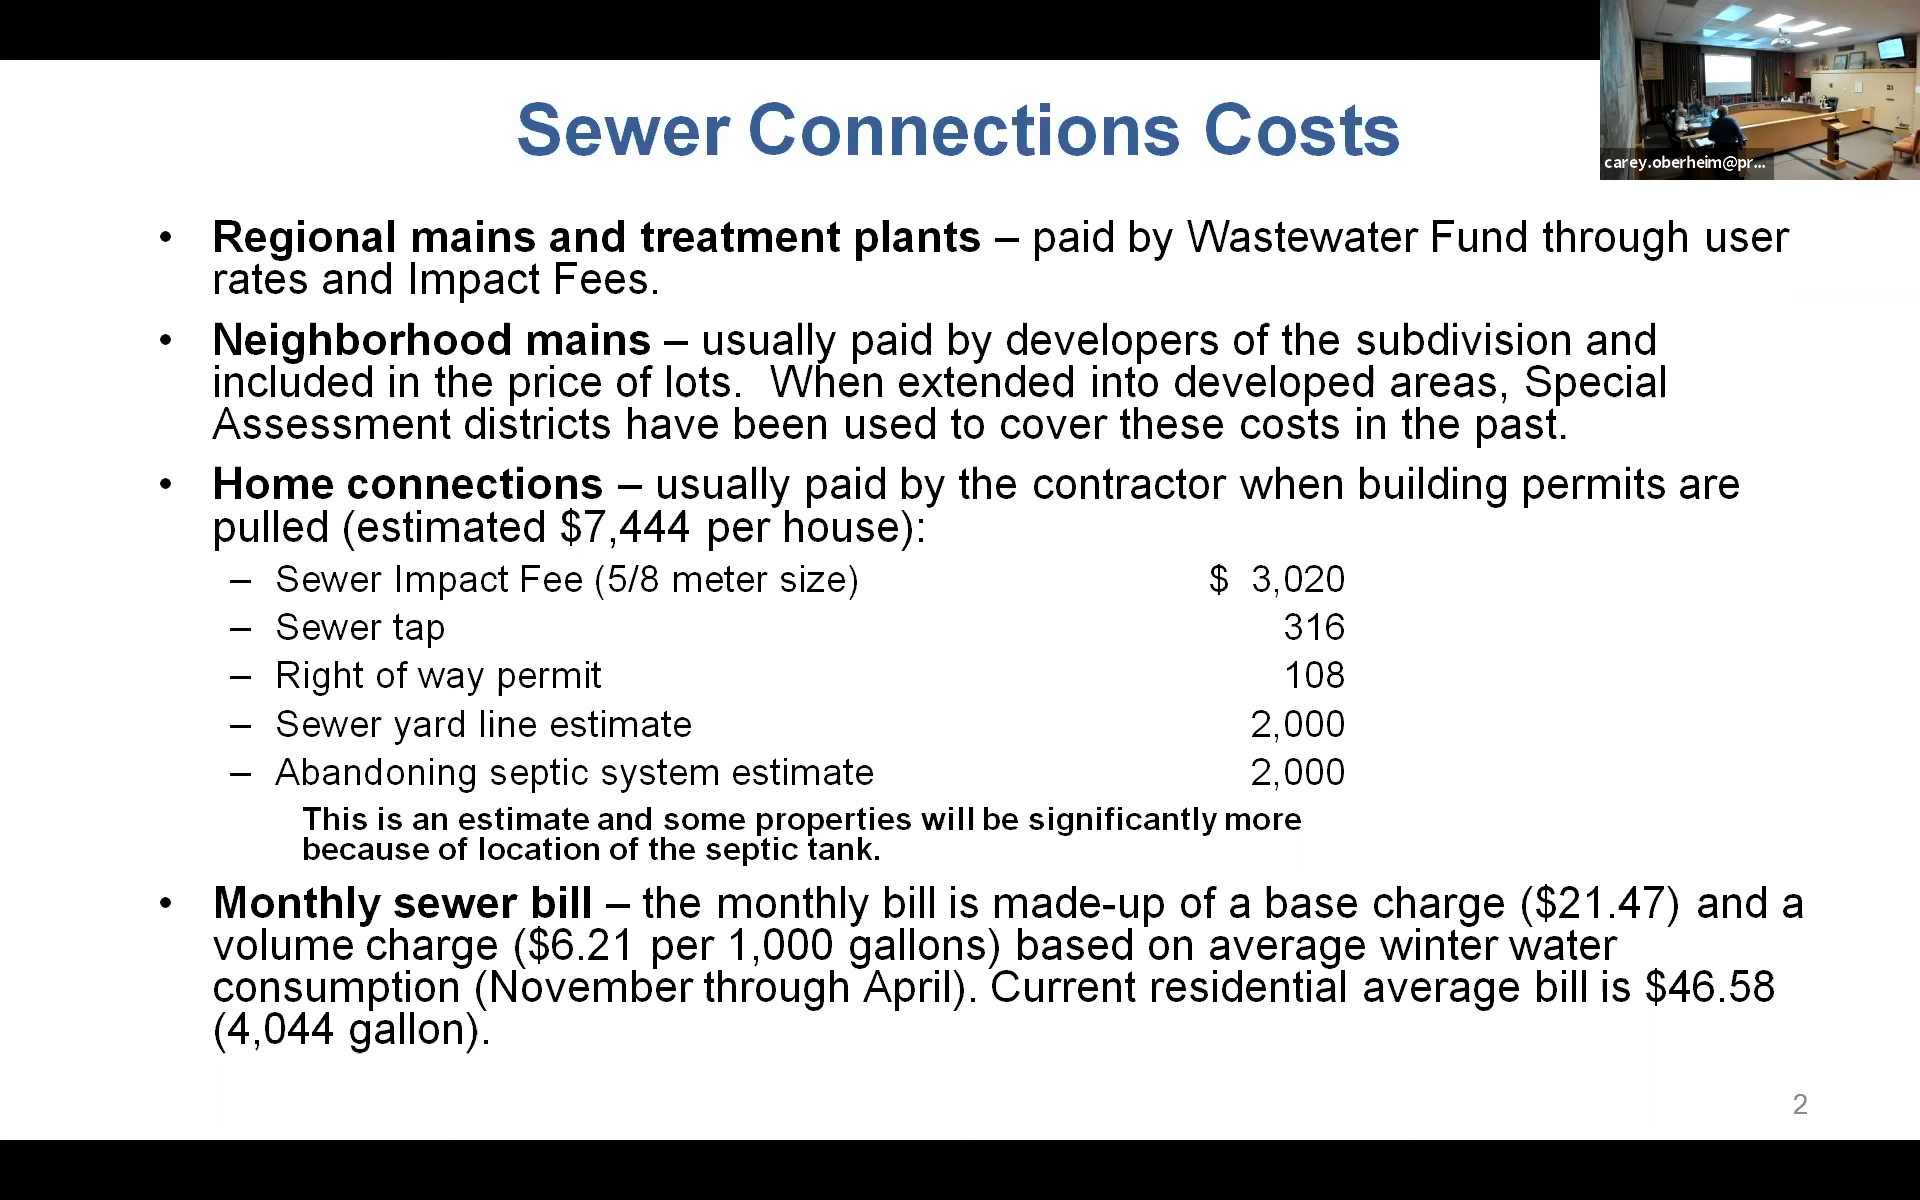 Sewer Connections Costs
carey.oberheim@pr...
• Regional mains and treatment plants – paid by Wastewater Fund through user
rates and Impact Fees.
• Neighborhood mains – usually paid by developers of the subdivision and
included in the price of lots.  When extended into developed areas, Special
Assessment districts have been used to cover these costs in the past.
• Home connections – usually paid by the contractor when building permits are
pulled (estimated $7,444 per house):
– Sewer Impact Fee (5/8 meter size) $ 3,020
– Sewer tap 316
– Right of way permit 108
– Sewer yard line estimate 2,000
– Abandoning septic system estimate 2,000
This is an estimate and some properties will be significantly more
because of location of the septic tank.
• Monthly sewer bill – the monthly bill is made-up of a base charge ($21.47) and a
volume charge ($6.21 per 1,000 gallons) based on average winter water
consumption (November through April). Current residential average bill is $46.58
(4,044 gallon).
2